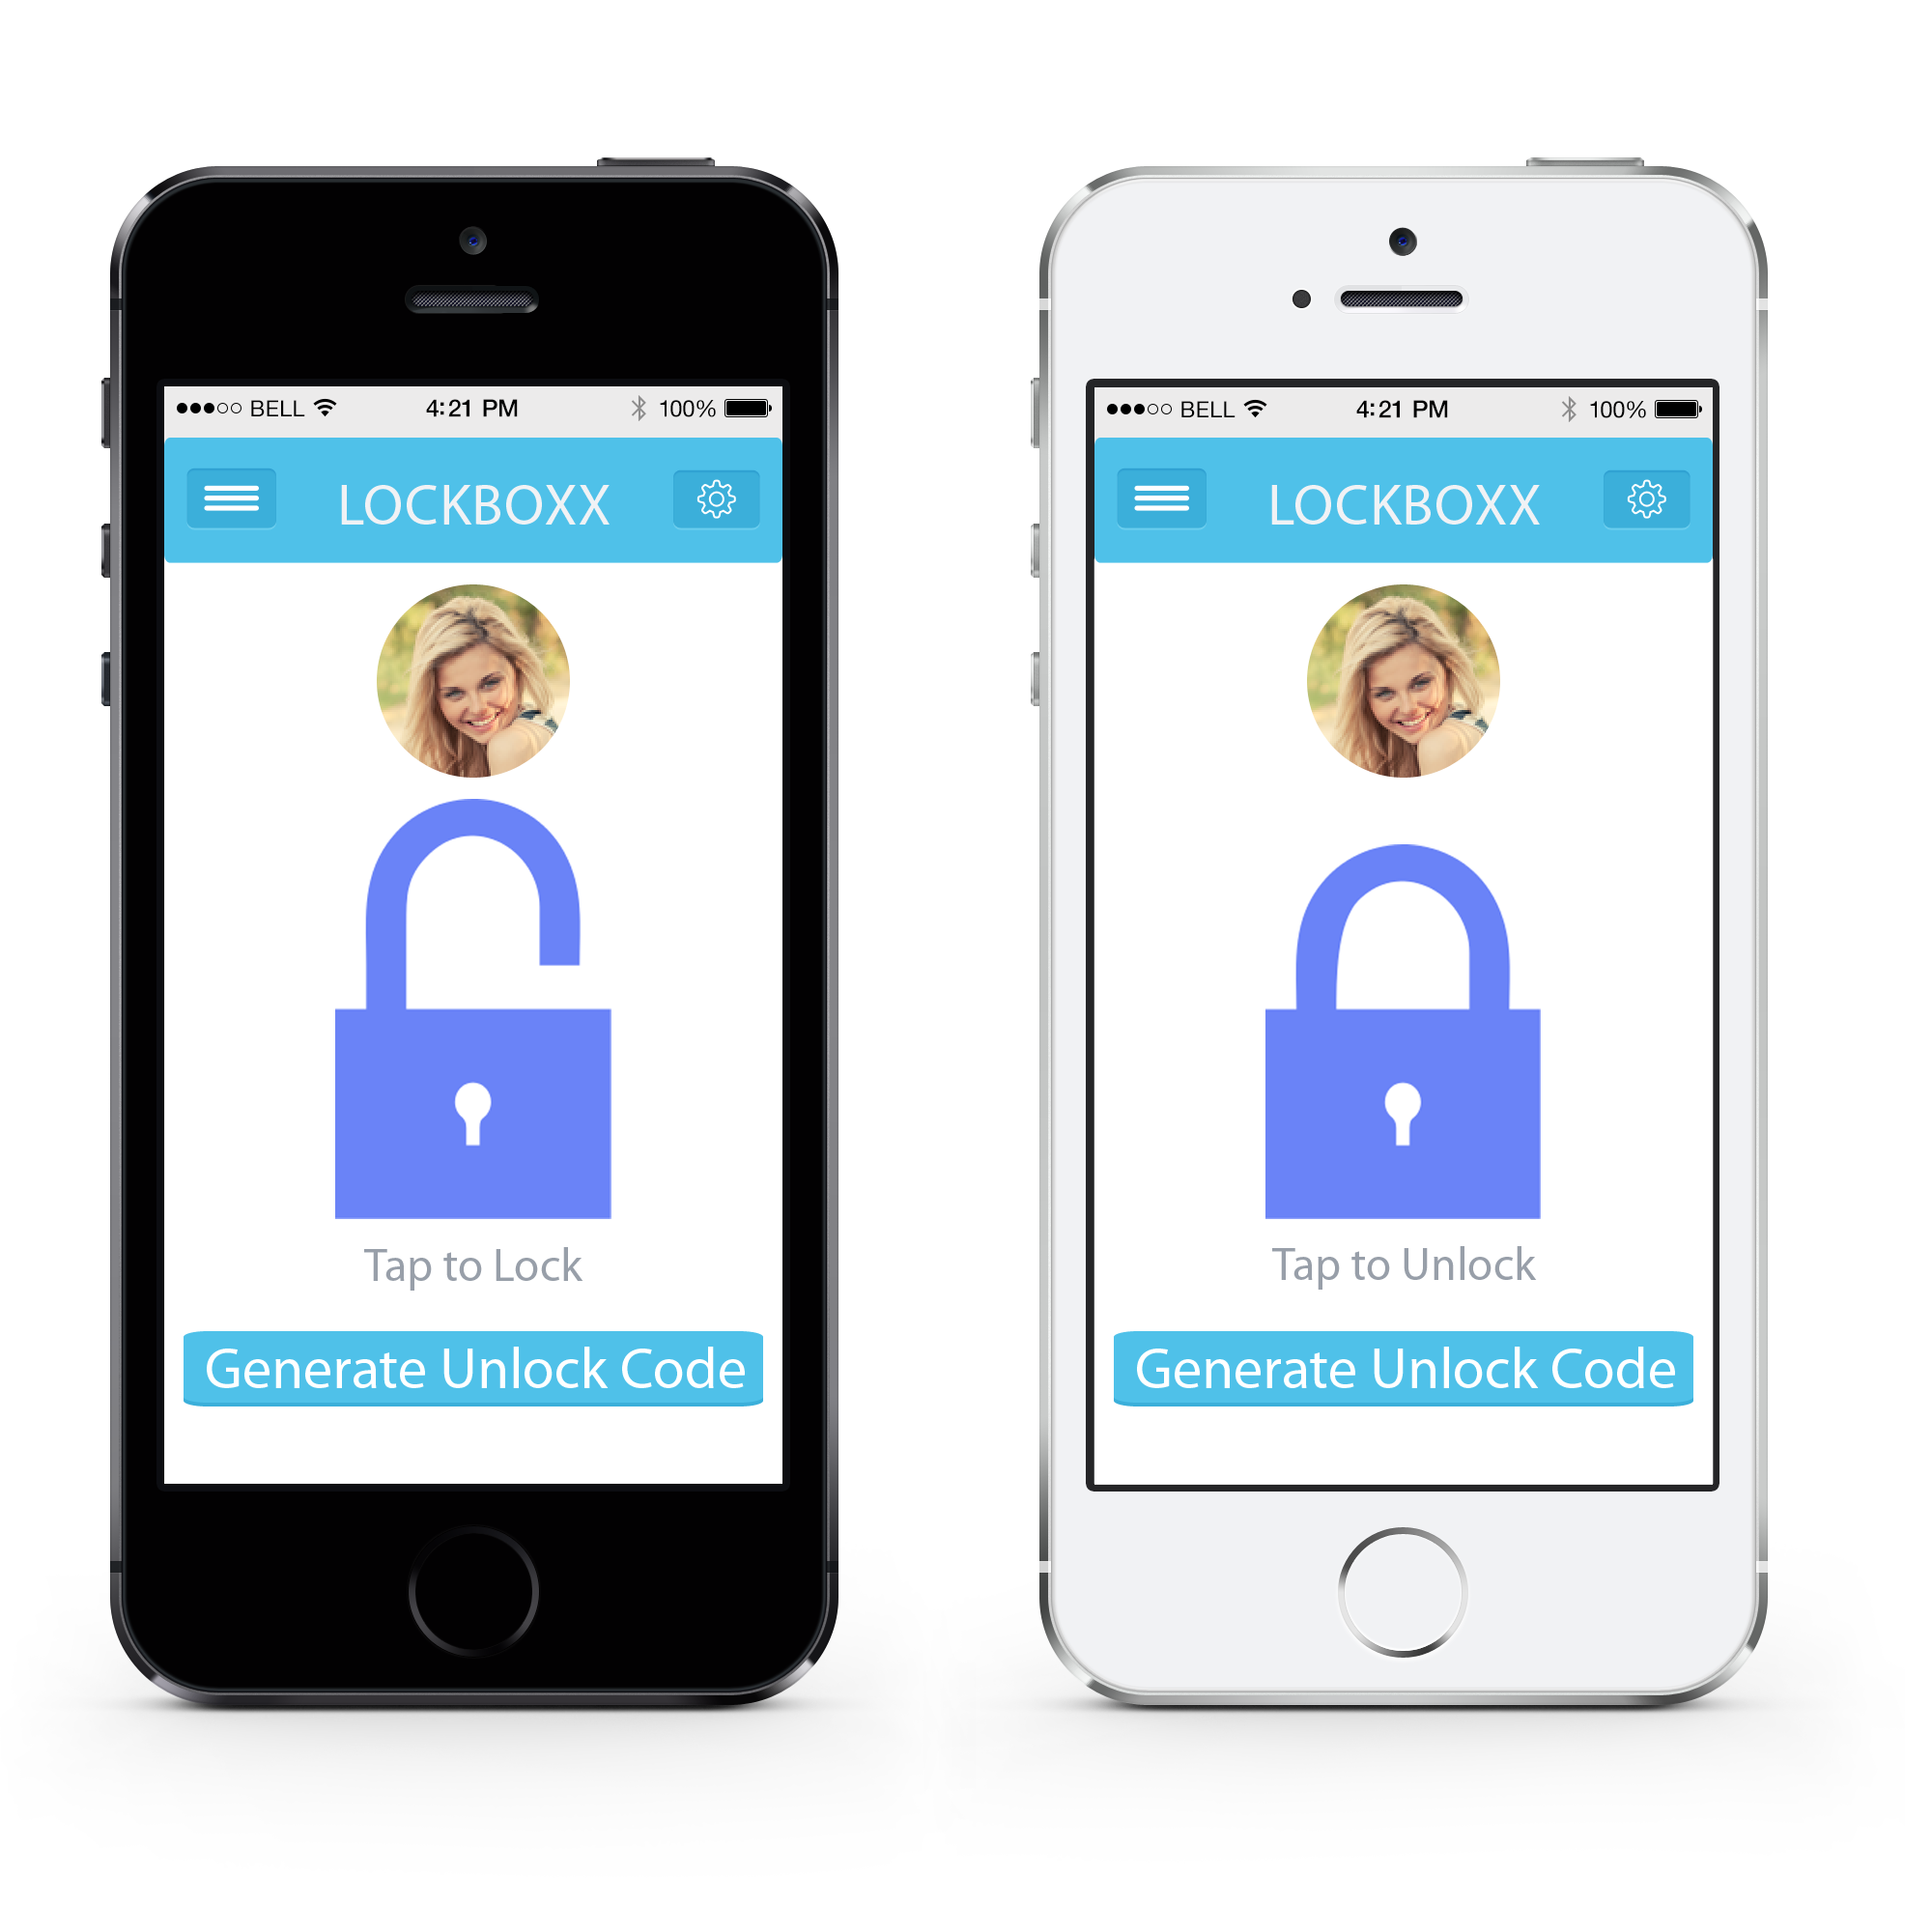 BELL 4:21 PM 100%
LOCKBOXX
Tap to Lock
Generate Unlock Code
BELL 4:21 PM 100%
LOCKBOXX
Tap to Unlock
Generate Unlock Code